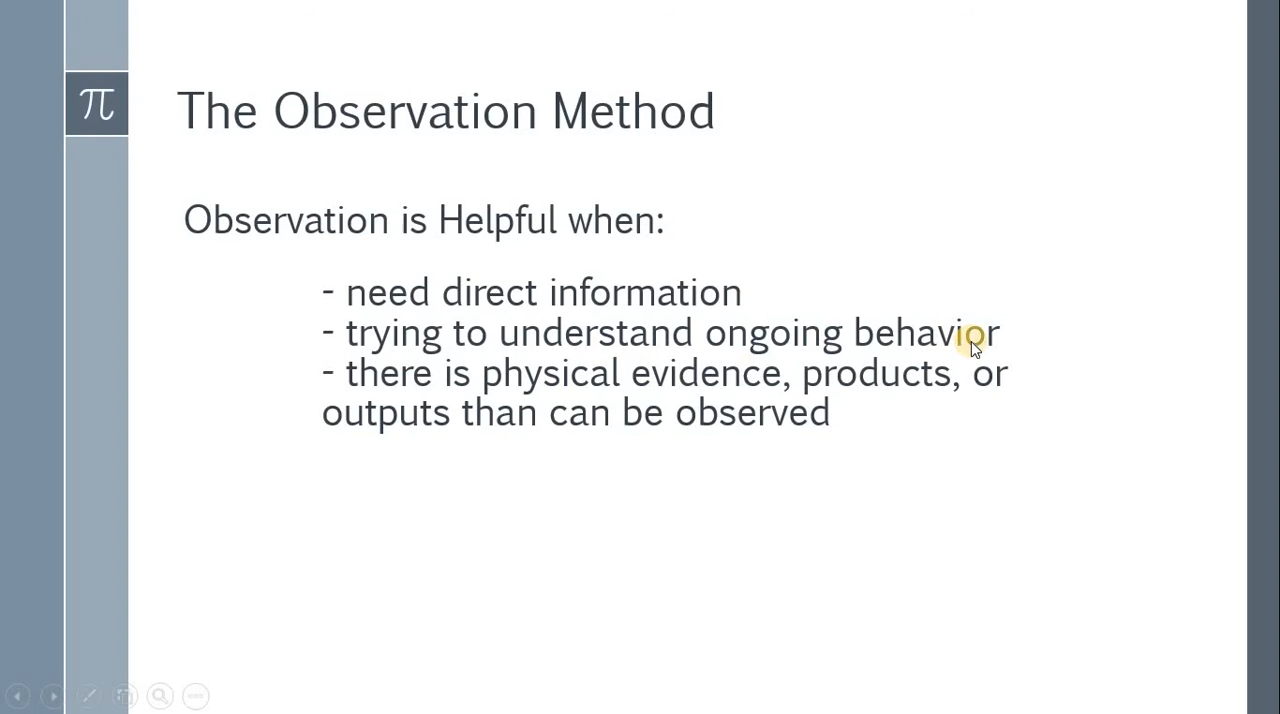 π
The Observation Method
Observation is Helpful when:
- need direct information
- trying to understand ongoing behavior
- there is physical evidence, products, or
outputs than can be observed